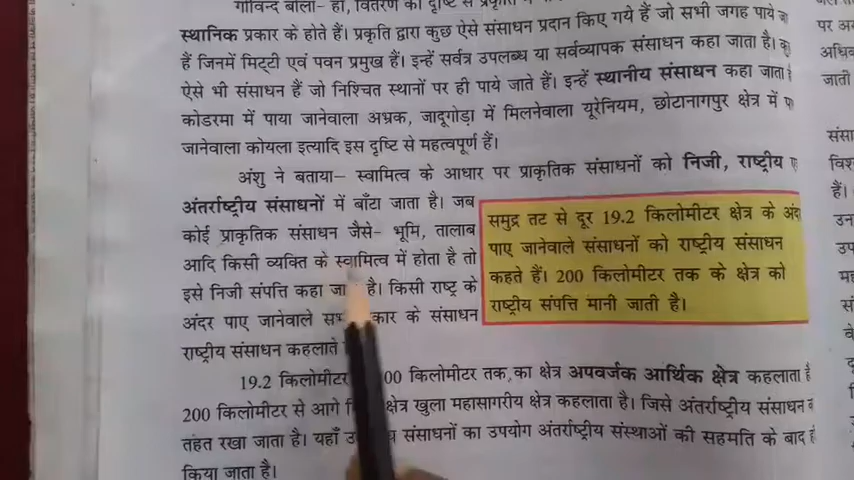 गोविन्द बोला- हाँ, वितरण की दृष्टि से
स्थानिक प्रकार के होते हैं। प्रकृति द्वारा कुछ ऐसे संसाधन प्रदान किए गये हैं जो सभी जगह पाये
हैं जिनमें मिट्टी एवं पवन प्रमुख हैं। इन्हें सर्वत्र उपलब्ध या सर्वव्यापक संसाधन कहा जाता है।
ऐसे भी संसाधन हैं जो निश्चित स्थानों पर ही पाये जाते हैं। इन्हें स्थानीय संसाधन कहा जाता
कोडरमा में पाया जानेवाला अभ्रक, जादूगोड़ा में मिलनेवाला यूरेनियम, छोटानागपुर क्षेत्र में
जानेवाला कोयला इत्यादि इस दृष्टि से महत्वपूर्ण हैं।
अंशु ने बताया- स्वामित्व के आधार पर प्राकृतिक संसाधनों को निजी, राष्ट्रीय
अंतर्राष्ट्रीय संसाधनों में बाँटा जाता है। जब
कोई प्राकृतिक संसाधन जैसे- भूमि, तालाब
आदि किसी व्यक्ति के स्वामित्व में होता है तो
इसे निजी संपत्ति कहा है। किसी राष्ट्र के
अंदर पाए जानेवाले के संसाधन
राष्ट्रीय संसाधन कहलाते
समुद्र तट से दूर 19.2 किलोमीटर क्षेत्र के
पाए जानेवाले संसाधनों को राष्ट्रीय संसाधन
कहते हैं। 200 किलोमीटर तक के क्षेत्र को
राष्ट्रीय संपत्ति मानी जाती है।
19.2 किलोमीटर किलोमीटर तक का क्षेत्र अपवर्जक आर्थिक क्षेत्र कहलाता है
200 किलोमीटर से आगे क्षेत्र खुला महासागरीय क्षेत्र कहलाता है। जिसे अंतर्राष्ट्रीय संसाधन
तहत रखा जाता है। यहाँ संसाधनों का उपयोग अंतर्राष्ट्रीय संस्थाओं की सहमति के बाद
किया जाता है।
पर
जाती
विश
हैं।